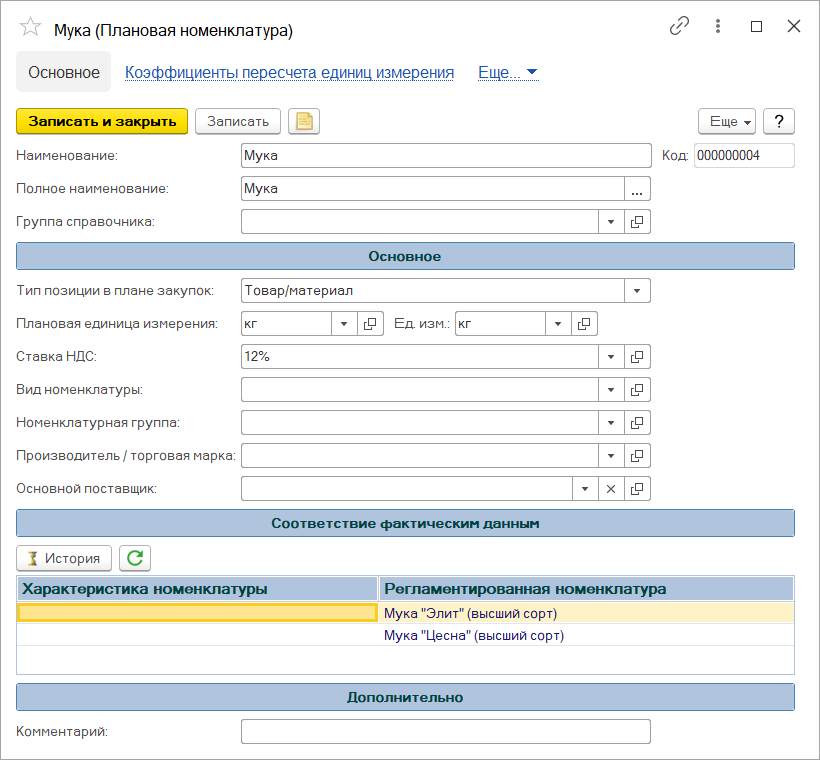 Мука (Плановая номенклатура)
Основное Коэффициенты пересчета единиц измерения Еще...
Записать и закрыть Записать Еще ?
Наименование: Мука Код: 000000004
Полное наименование: Мука ...
Группа справочника:
Основное
Тип позиции в плане закупок: Товар/материал
Плановая единица измерения: кг Ед. изм.: кг
Ставка НДС: 12%
Вид номенклатуры:
Номенклатурная группа:
Производитель / торговая марка:
Основной поставщик:
Соответствие фактическим данным
История
Характеристика номенклатуры Регламентированная номенклатура
Мука "Элит" (высший сорт)
Мука "Цесна" (высший сорт)
Дополнительно
Комментарий: